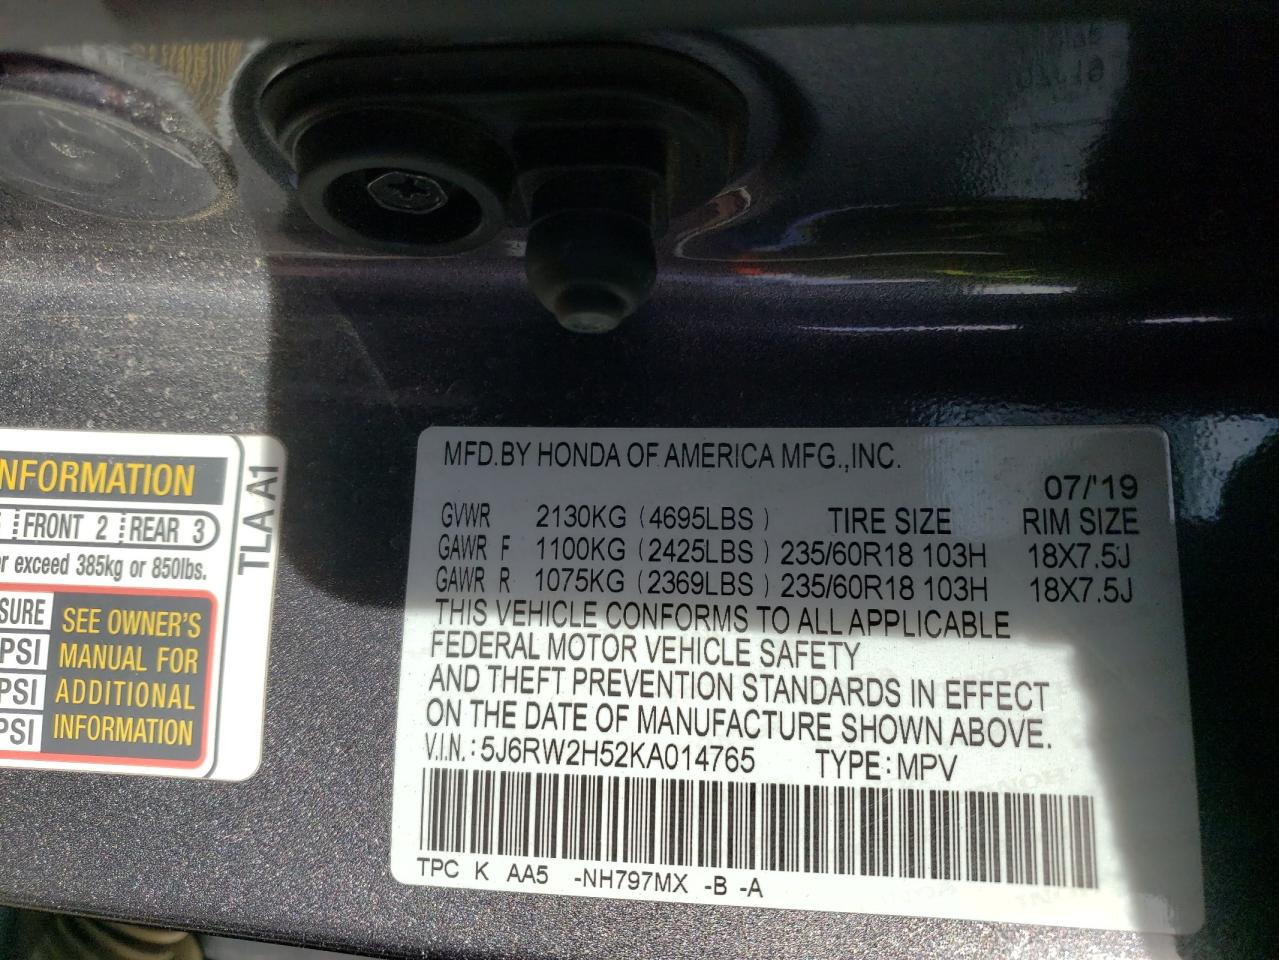 NFORMATION
FRONT 2 REAR 3
exceed 385kg or 850lbs.
SURE
PSI
PSI
PSI
SEE OWNER'S
MANUAL FOR
ADDITIONAL
INFORMATION
TLA A1
MFD.BY HONDA OF AMERICA MFG.,INC.
07/'19
GVWR 2130KG (4695LBS ) TIRE SIZE RIM SIZE
GAWR F 1100KG (2425LBS ) 235/60R18 103H 18X7.5J
GAWR R 1075KG (2369LBS ) 235/60R18 103H 18X7.5J
THIS VEHICLE CONFORMS TO ALL APPLICABLE
FEDERAL MOTOR VEHICLE SAFETY
AND THEFT PREVENTION STANDARDS IN EFFECT
ON THE DATE OF MANUFACTURE SHOWN ABOVE.
V.I.N.: 5J6RW2H52KA014765 TYPE: MPV
TPC K AA5 -NH797MX -B -A